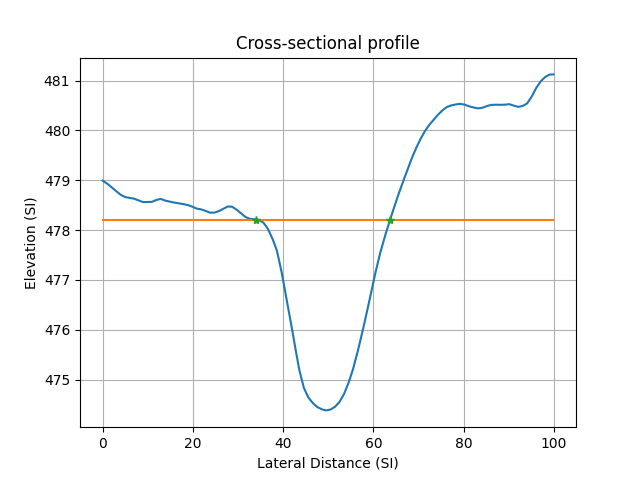 Cross-sectional profile
481
480
479
478
477
476
475
Elevation (SI)
0 20 40 60 80 100
Lateral Distance (SI)